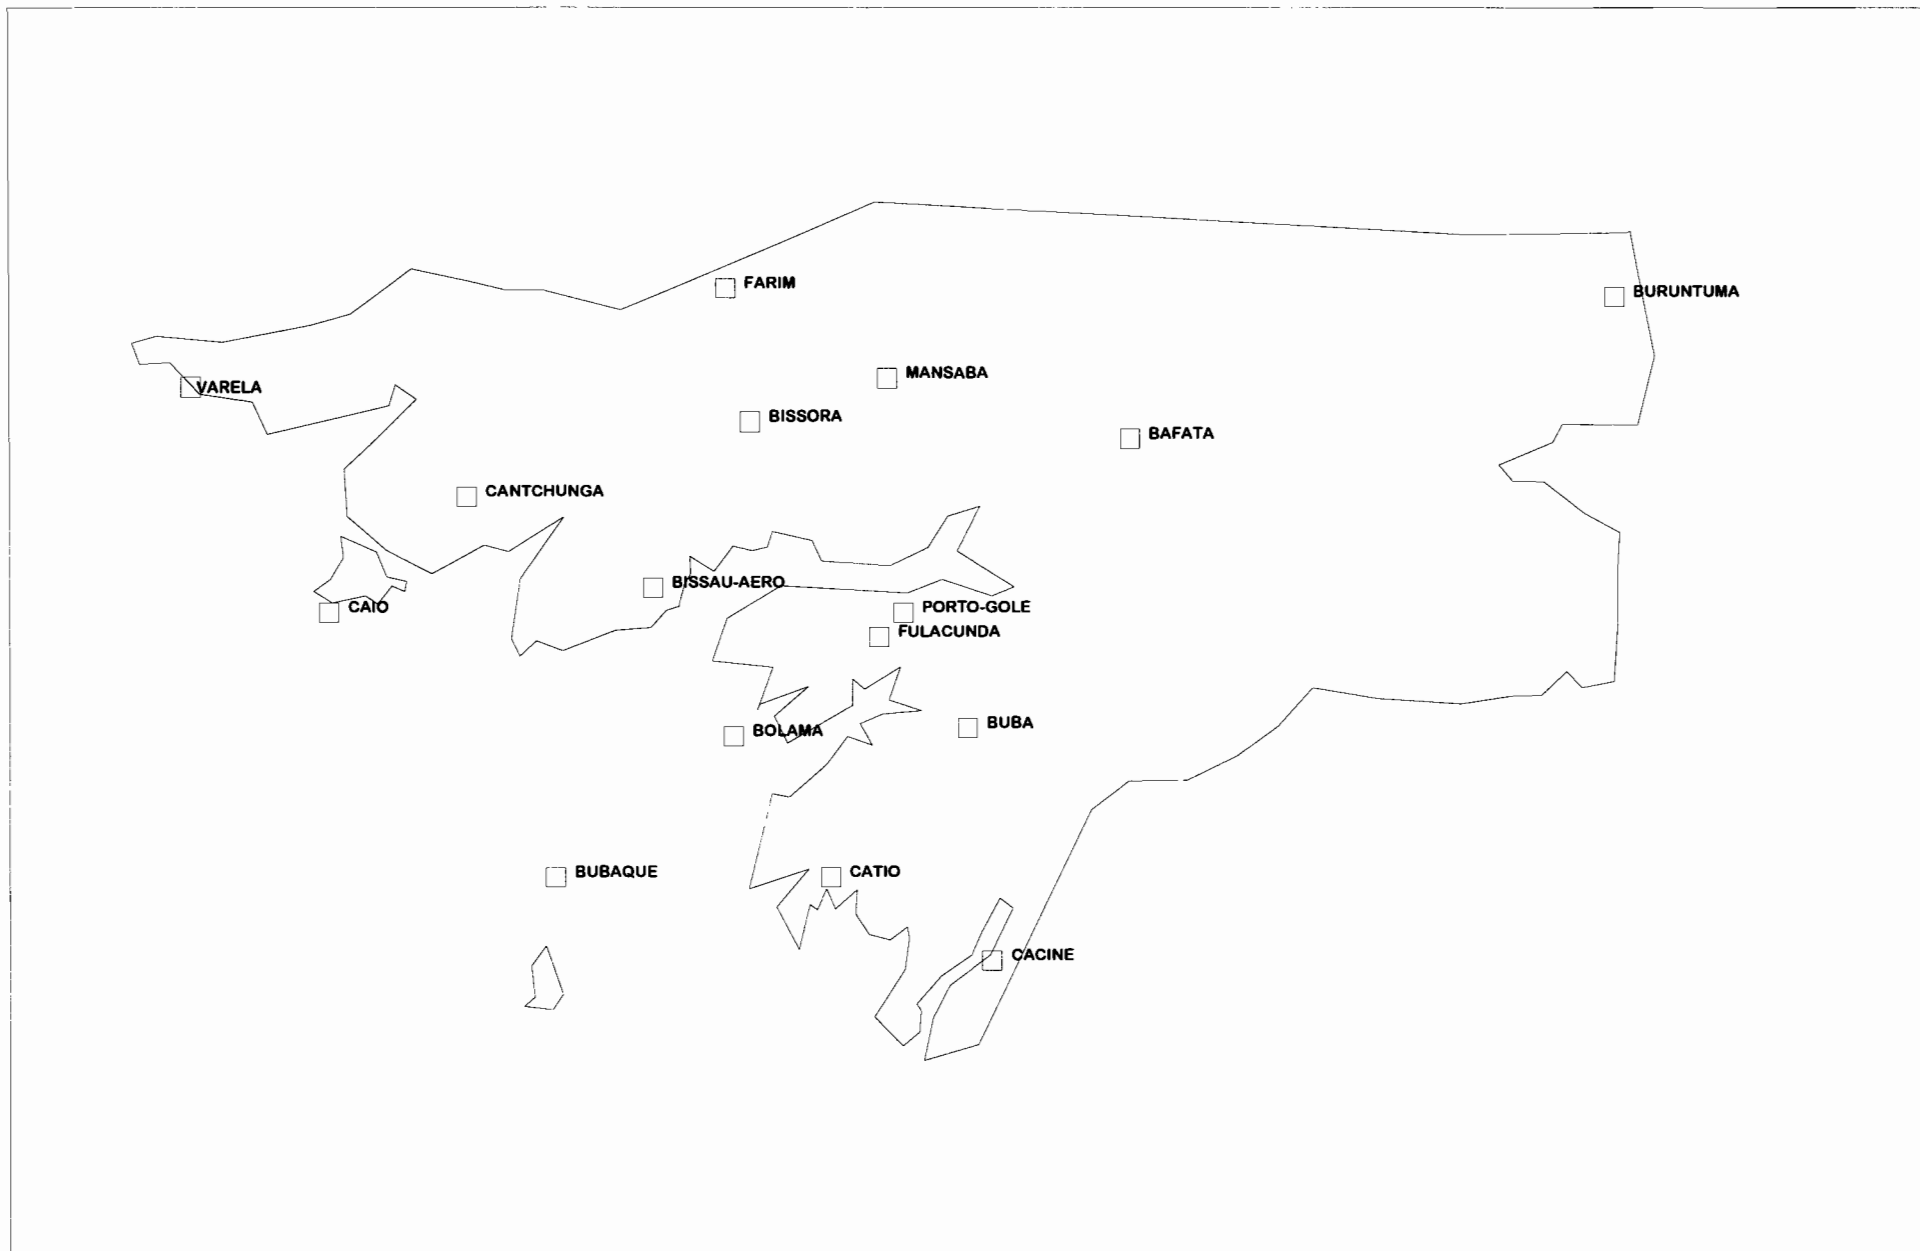 FARIM
BURUNTUMA
MANSABA
VARELA
BISSORA
BAFATA
CANTCHUNGA
BISSAU-AERO
CAIO
PORTO-GOLE
FULACUNDA
BUBA
BOLAMA
BUBAQUE
CATIO
CACINE